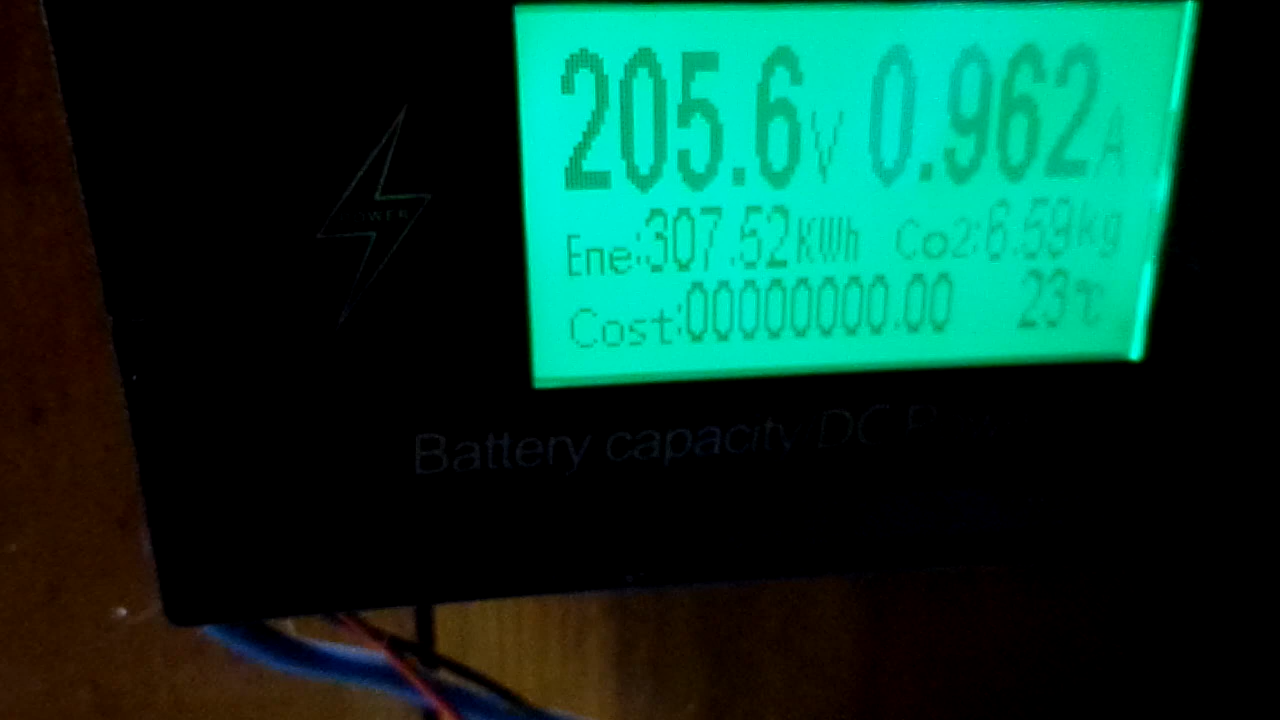 205.6V 0.962A
Ene:307.52KWh Co2:6.59kg
Cost:00000000.00 23℃
Battery capacity DC